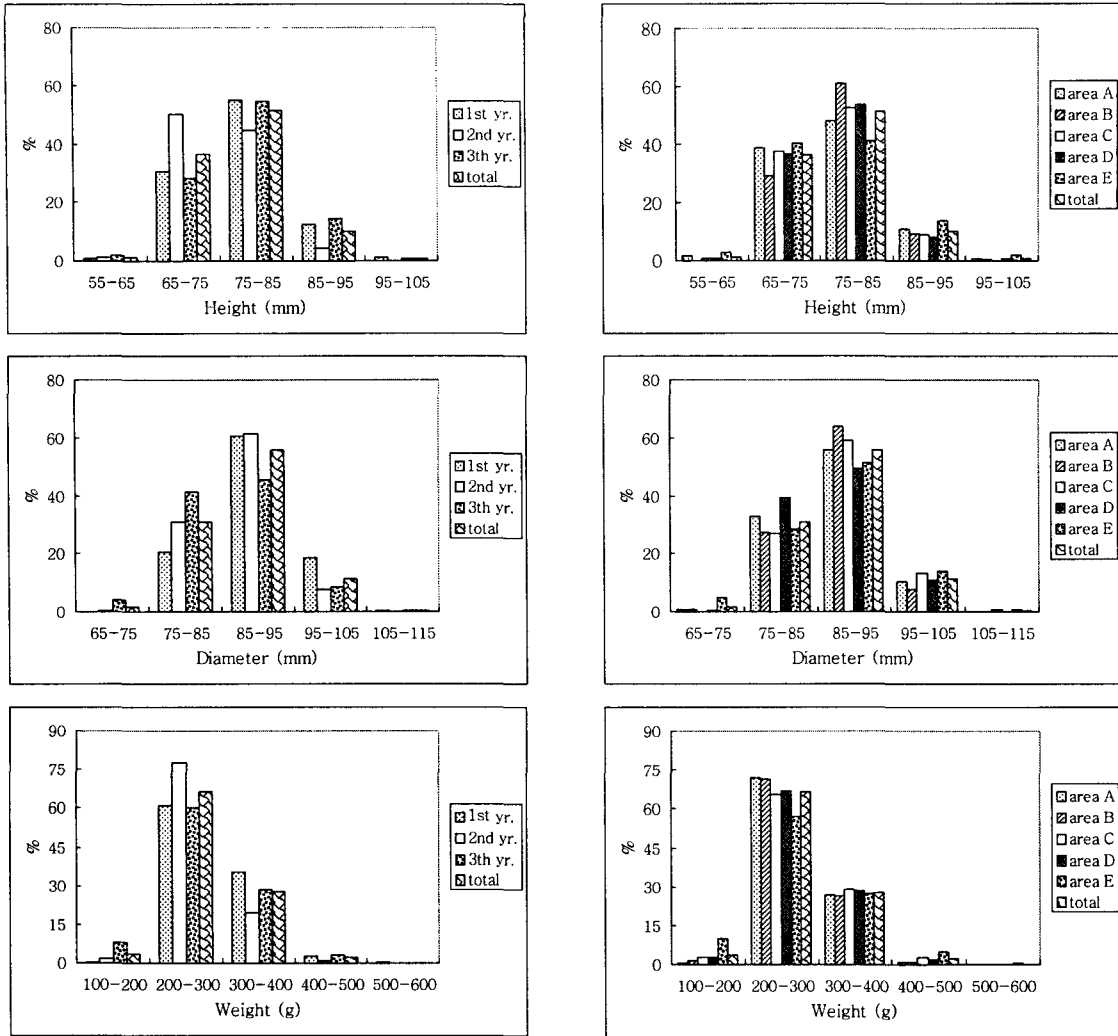 80
60
40
20
0
%
55-65 65-75 75-85 85-95 95-105
Height (mm)
1st yr.
2nd yr.
3th yr.
total
80
60
40
20
0
%
55-65 65-75 75-85 85-95 95-105
Height (mm)
area A
area B
area C
area D
area E
total
80
60
40
20
0
%
65-75 75-85 85-95 95-105 105-115
Diameter (mm)
1st yr.
2nd yr.
3th yr.
total
80
60
40
20
0
%
65-75 75-85 85-95 95-105 105-115
Diameter (mm)
area A
area B
area C
area D
area E
total
90
75
60
45
30
15
0
%
100-200 200-300 300-400 400-500 500-600
Weight (g)
1st yr.
2nd yr.
3th yr.
total
90
75
60
45
30
15
0
%
100-200 200-300 300-400 400-500 500-600
Weight (g)
area A
area B
area C
area D
area E
total